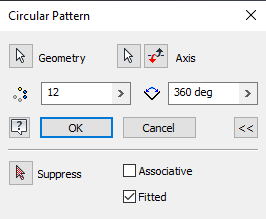 Circular Pattern
Geometry
Axis
12 >
360 deg >
?
OK
Cancel
<<
Suppress
Associative
Fitted